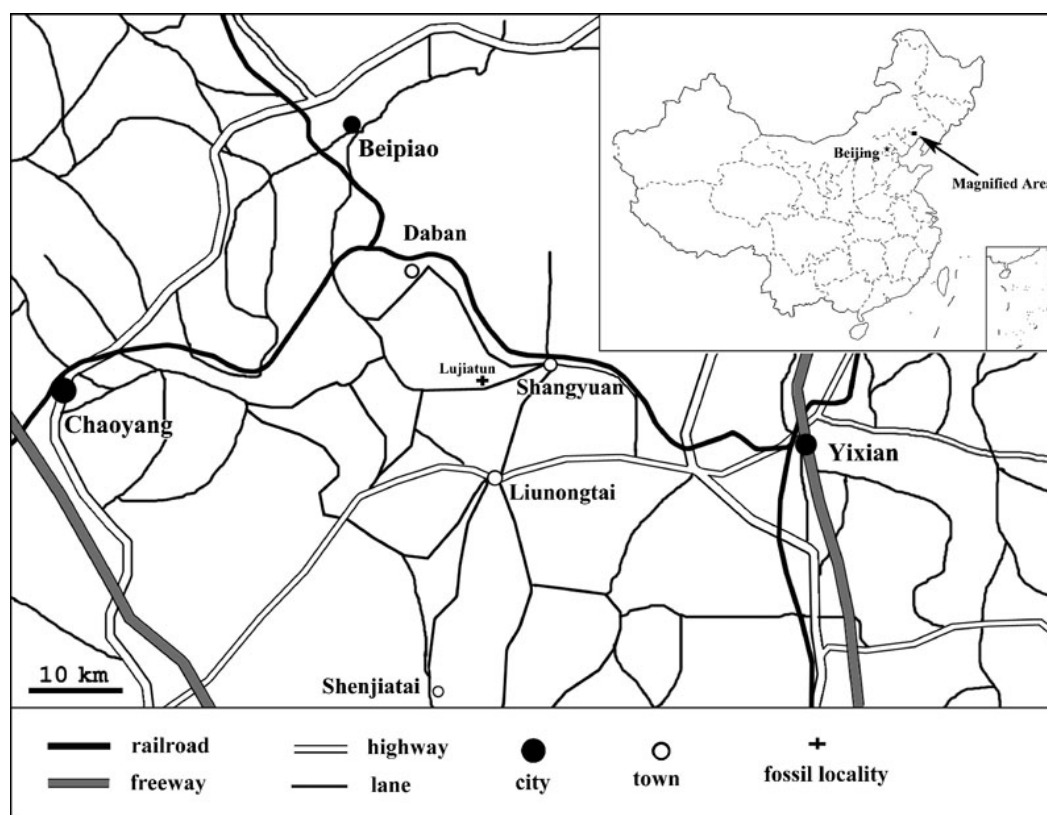 Beipiao
Beijing *
Magnified Area
Daban
Lujiatun
Shangyuan
Chaoyang
Yixian
Liunongtai
10 km
Shenjiatai
railroad
highway
freeway
lane
city
town
fossil locality